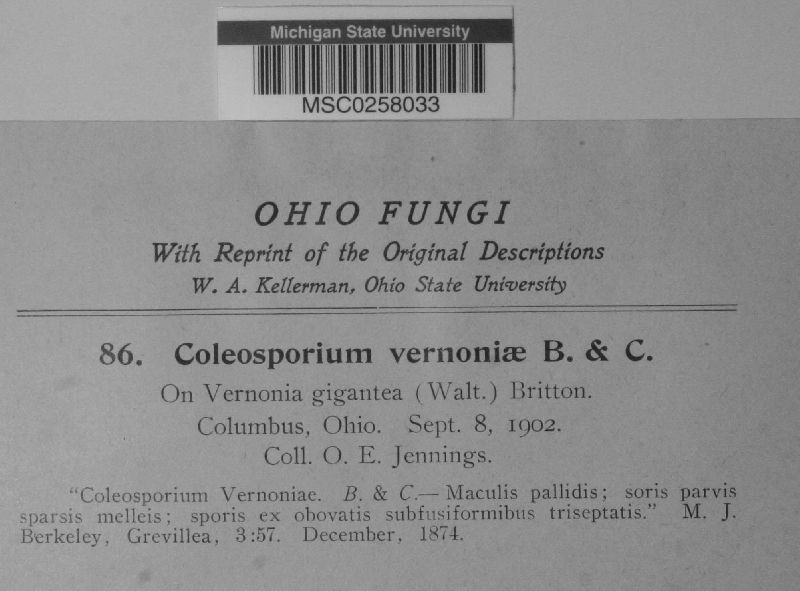 Michigan State University
MSC0258033
OHIO FUNGI
With Reprint of the Original Descriptions
W. A. Kellerman, Ohio State University
86. Coleosporium vernoniæ B. & C.
On Vernonia gigantea (Walt.) Britton.
Columbus, Ohio. Sept. 8, 1902.
Coll. O. E. Jennings.
"Coleosporium Vernoniae. B. & C.— Maculis pallidis; soris parvis
sparsis melleis; sporis ex obovatis subfusiformibus triseptatis." M. J.
Berkeley, Grevillea, 3:57. December, 1874.